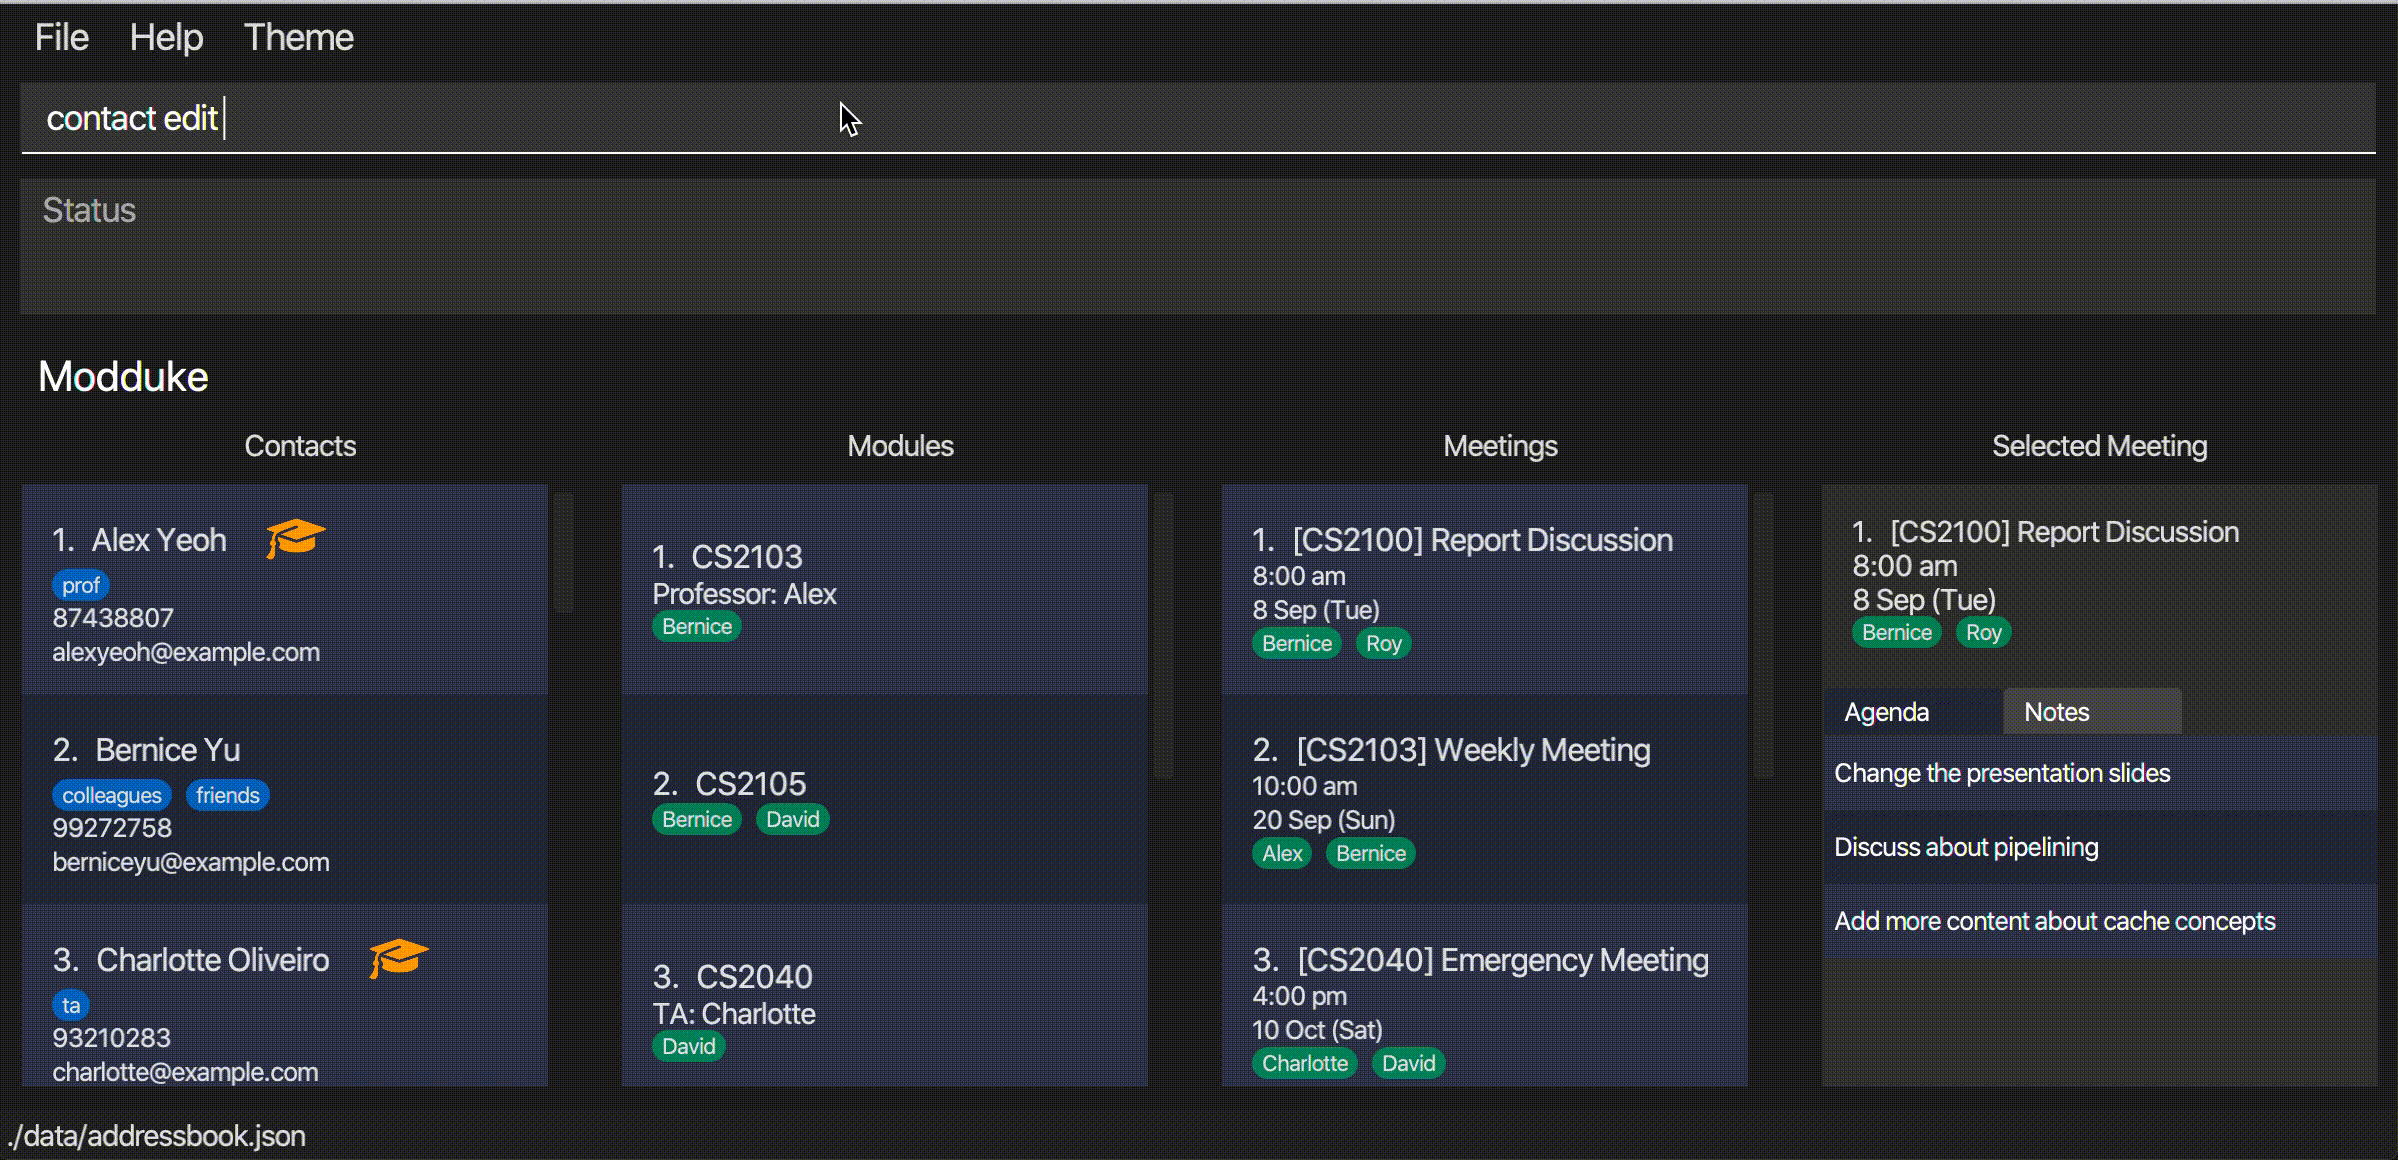 File Help Theme
contact edit
Status
Modduke
Contacts
1. Alex Yeoh
prof
87438807
alexyeoh@example.com
2. Bernice Yu
colleagues friends
99272758
berniceyu@example.com
3. Charlotte Oliveiro
ta
93210283
charlotte@example.com
Modules
1. CS2103
Professor: Alex
Bernice
2. CS2105
Bernice David
3. CS2040
TA: Charlotte
David
Meetings
1. [CS2100] Report Discussion
8:00 am
8 Sep (Tue)
Bernice Roy
2. [CS2103] Weekly Meeting
10:00 am
20 Sep (Sun)
Alex Bernice
3. [CS2040] Emergency Meeting
4:00 pm
10 Oct (Sat)
Charlotte David
Selected Meeting
1. [CS2100] Report Discussion
8:00 am
8 Sep (Tue)
Bernice Roy
Agenda Notes
Change the presentation slides
Discuss about pipelining
Add more content about cache concepts
./data/addressbook.json